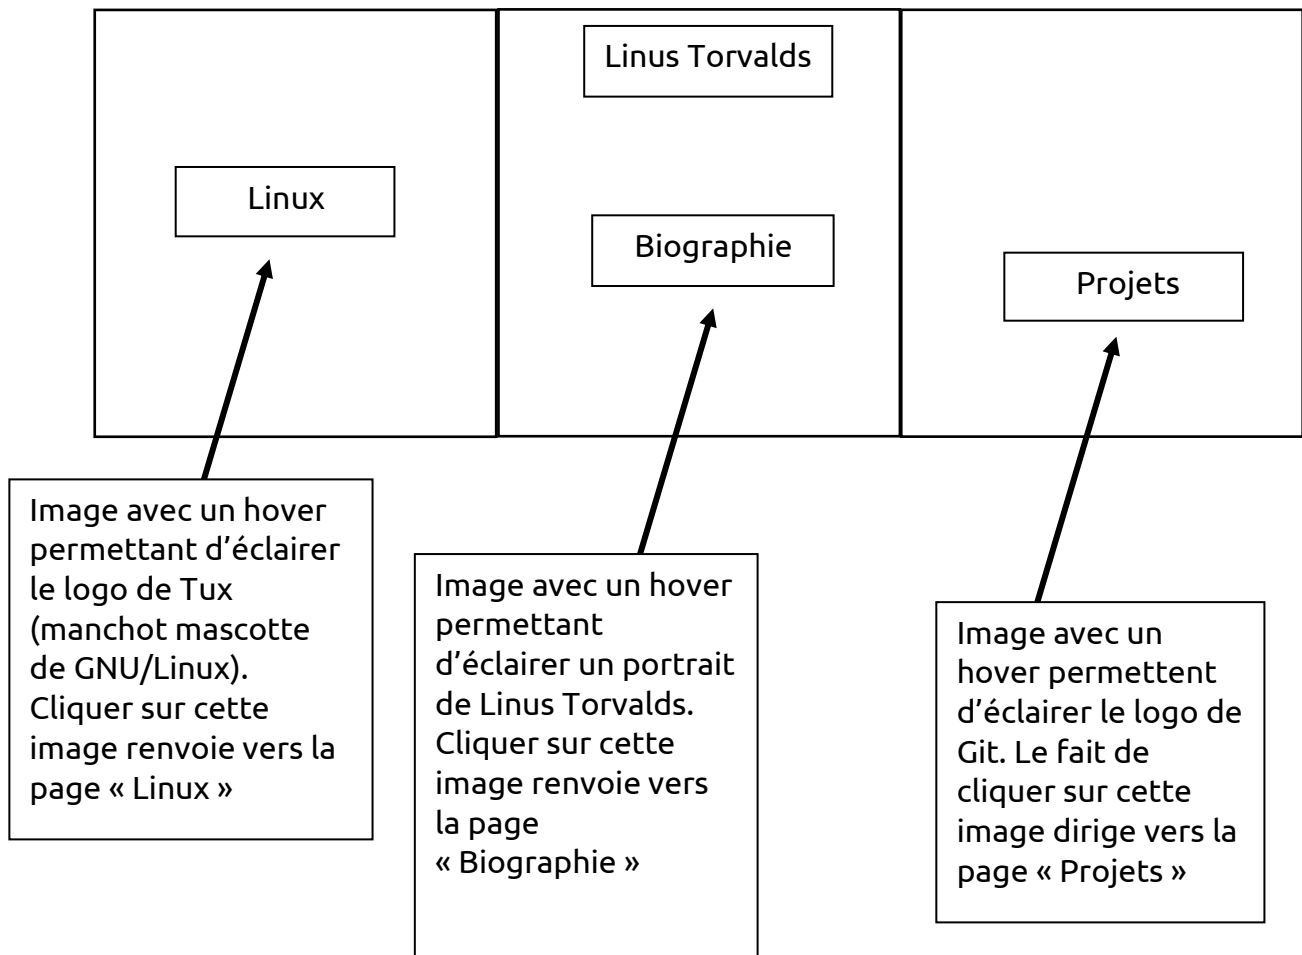 Linus Torvalds
Linux
Biographie
Projets
Image avec un hover
permettant d'éclairer
le logo de Tux
(manchot mascotte
de GNU/Linux).
Cliquer sur cette
image renvoie vers la
page « Linux »
Image avec un hover
permettant
d'éclairer un portrait
de Linus Torvalds.
Cliquer sur cette
image renvoie vers
la page
« Biographie »
Image avec un
hover permettent
d'éclairer le logo de
Git. Le fait de
cliquer sur cette
image dirige vers la
page « Projets »